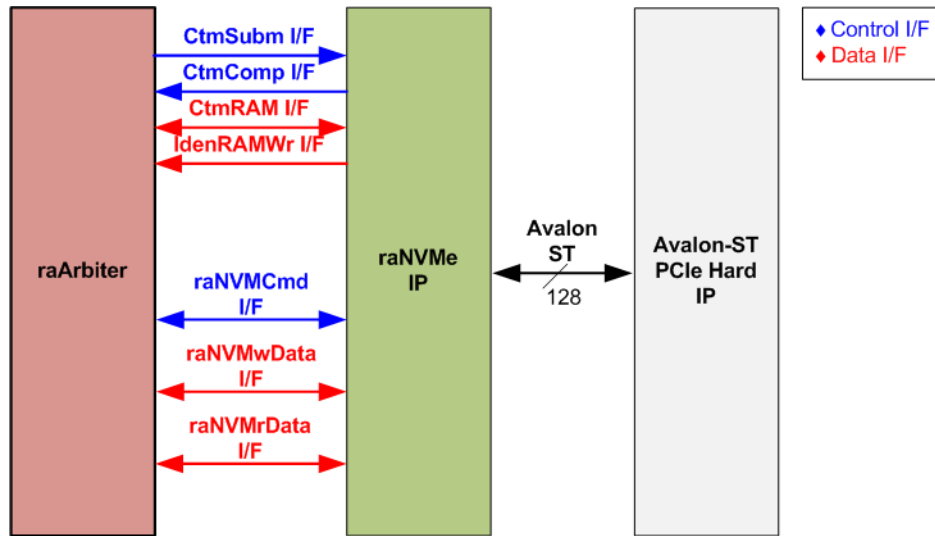 CtmSubm I/F
CtmComp I/F
CtmRAM I/F
IdenRAMWr I/F
raArbiter
raNVMCmd
I/F
raNVMwData
I/F
raNVMrData
I/F
raNVMe
IP
Avalon
ST
128
Avalon-ST
PCIe Hard
IP
Control I/F
Data I/F